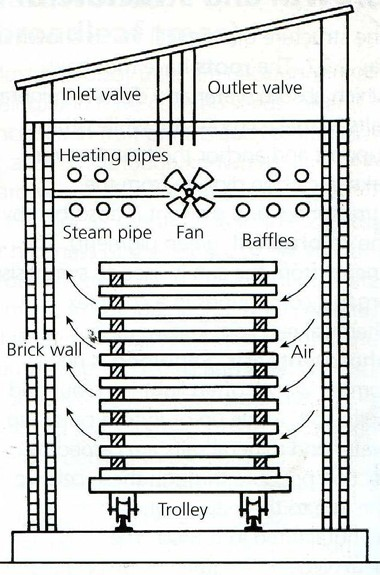 Inlet valve
Outlet valve
Heating pipes
Steam pipe
Fan
Baffles
Brick wall
Air
Trolley